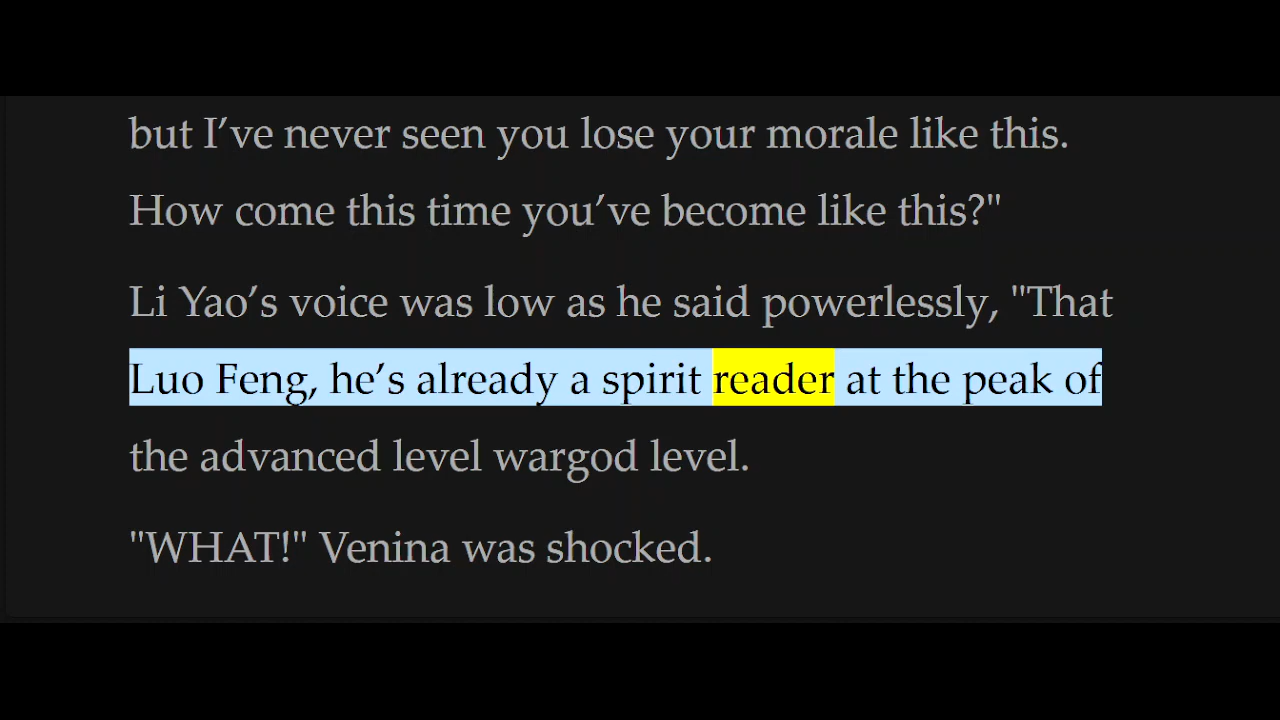 but I’ve never seen you lose your morale like this.
How come this time you’ve become like this?"
Li Yao’s voice was low as he said powerlessly, "That
Luo Feng, he’s already a spirit reader at the peak of
the advanced level wargod level.
"WHAT!" Venina was shocked.